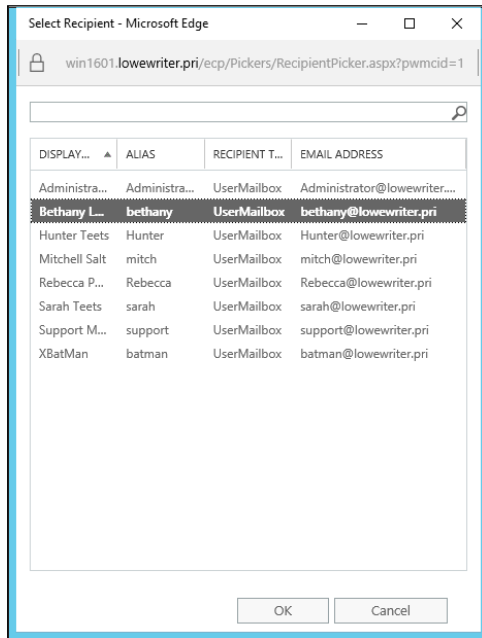 Select Recipient - Microsoft Edge
win1601.lowewriter.pri/ecp/Pickers/RecipientPicker.aspx?pwmcid=1
DISPLAY... ALIAS RECIPIENT T... EMAIL ADDRESS
Administra... Administra... UserMailbox Administrator@lowewriter....
Bethany L... bethany UserMailbox bethany@lowewriter.pri
Hunter Teets Hunter UserMailbox Hunter@lowewriter.pri
Mitchell Salt mitch UserMailbox mitch@lowewriter.pri
Rebecca P... Rebecca UserMailbox Rebecca@lowewriter.pri
Sarah Teets sarah UserMailbox sarah@lowewriter.pri
Support M... support UserMailbox support@lowewriter.pri
XBatMan batman UserMailbox batman@lowewriter.pri
OK Cancel